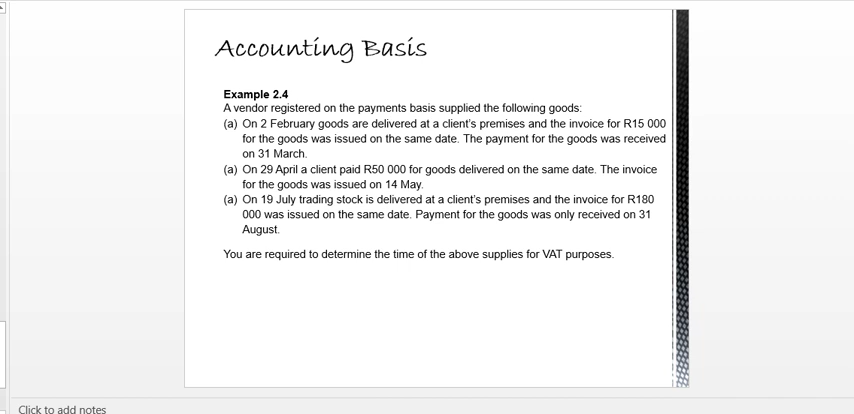 Accounting Basis
Example 2.4
A vendor registered on the payments basis supplied the following goods:
(a) On 2 February goods are delivered at a client's premises and the invoice for R15 000
for the goods was issued on the same date. The payment for the goods was received
on 31 March.
(a) On 29 April a client paid R50 000 for goods delivered on the same date. The invoice
for the goods was issued on 14 May.
(a) On 19 July trading stock is delivered at a client's premises and the invoice for R180
000 was issued on the same date. Payment for the goods was only received on 31
August.
You are required to determine the time of the above supplies for VAT purposes.
Click to add notes